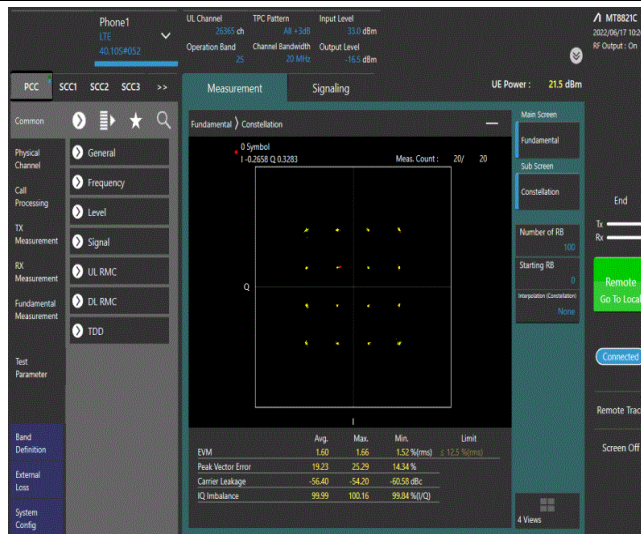 Phone1
LTE
40.10S#052
UL Channel
26365 ch
TPC Pattern
All +3dB
Input Level
33.0 dBm
Operation Band
25
Channel Bandwidth
20 MHz
Output Level
-16.5 dBm
MT8821C
2022/06/17 10:2
RF Output : On
PCC SCC1 SCC2 SCC3 >>
Measurement Signaling
UE Power : 21.5 dBm
Common
Physical
Channel
Call
Processing
TX
Measurement
RX
Measurement
Fundamental
Measurement
Test
Parameter
Band
Definition
External
Loss
System
Config
General
Frequency
Level
Signal
UL RMC
DL RMC
TDD
Fundamental Constellation
0 Symbol
I -0.2658 Q 0.3283
Meas. Count : 20/ 20
Q
I
Avg. Max. Min. Limit
EVM 1.60 1.66 1.52 %(rms) ≤ 12.5 %(rms)
Peak Vector Error 19.23 25.29 14.34 %
Carrier Leakage -56.40 -54.20 -60.58 dBc
IQ Imbalance 99.99 100.16 99.84 %(I/Q)
Main Screen
Fundamental
Sub Screen
Constellation
Number of RB
100
Starting RB
0
Interpolation (Constellation)
None
4 Views
End
Tx
Rx
Remote
Go To Local
Connected
Remote Trac
Screen Off